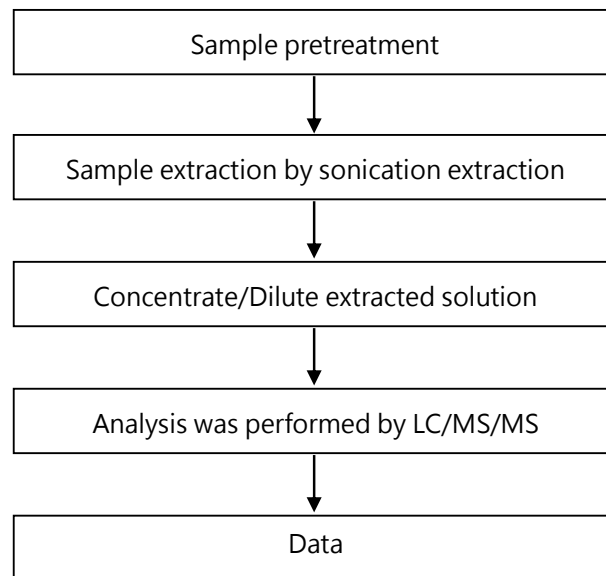 Sample pretreatment
Sample extraction by sonication extraction
Concentrate/Dilute extracted solution
Analysis was performed by LC/MS/MS
Data